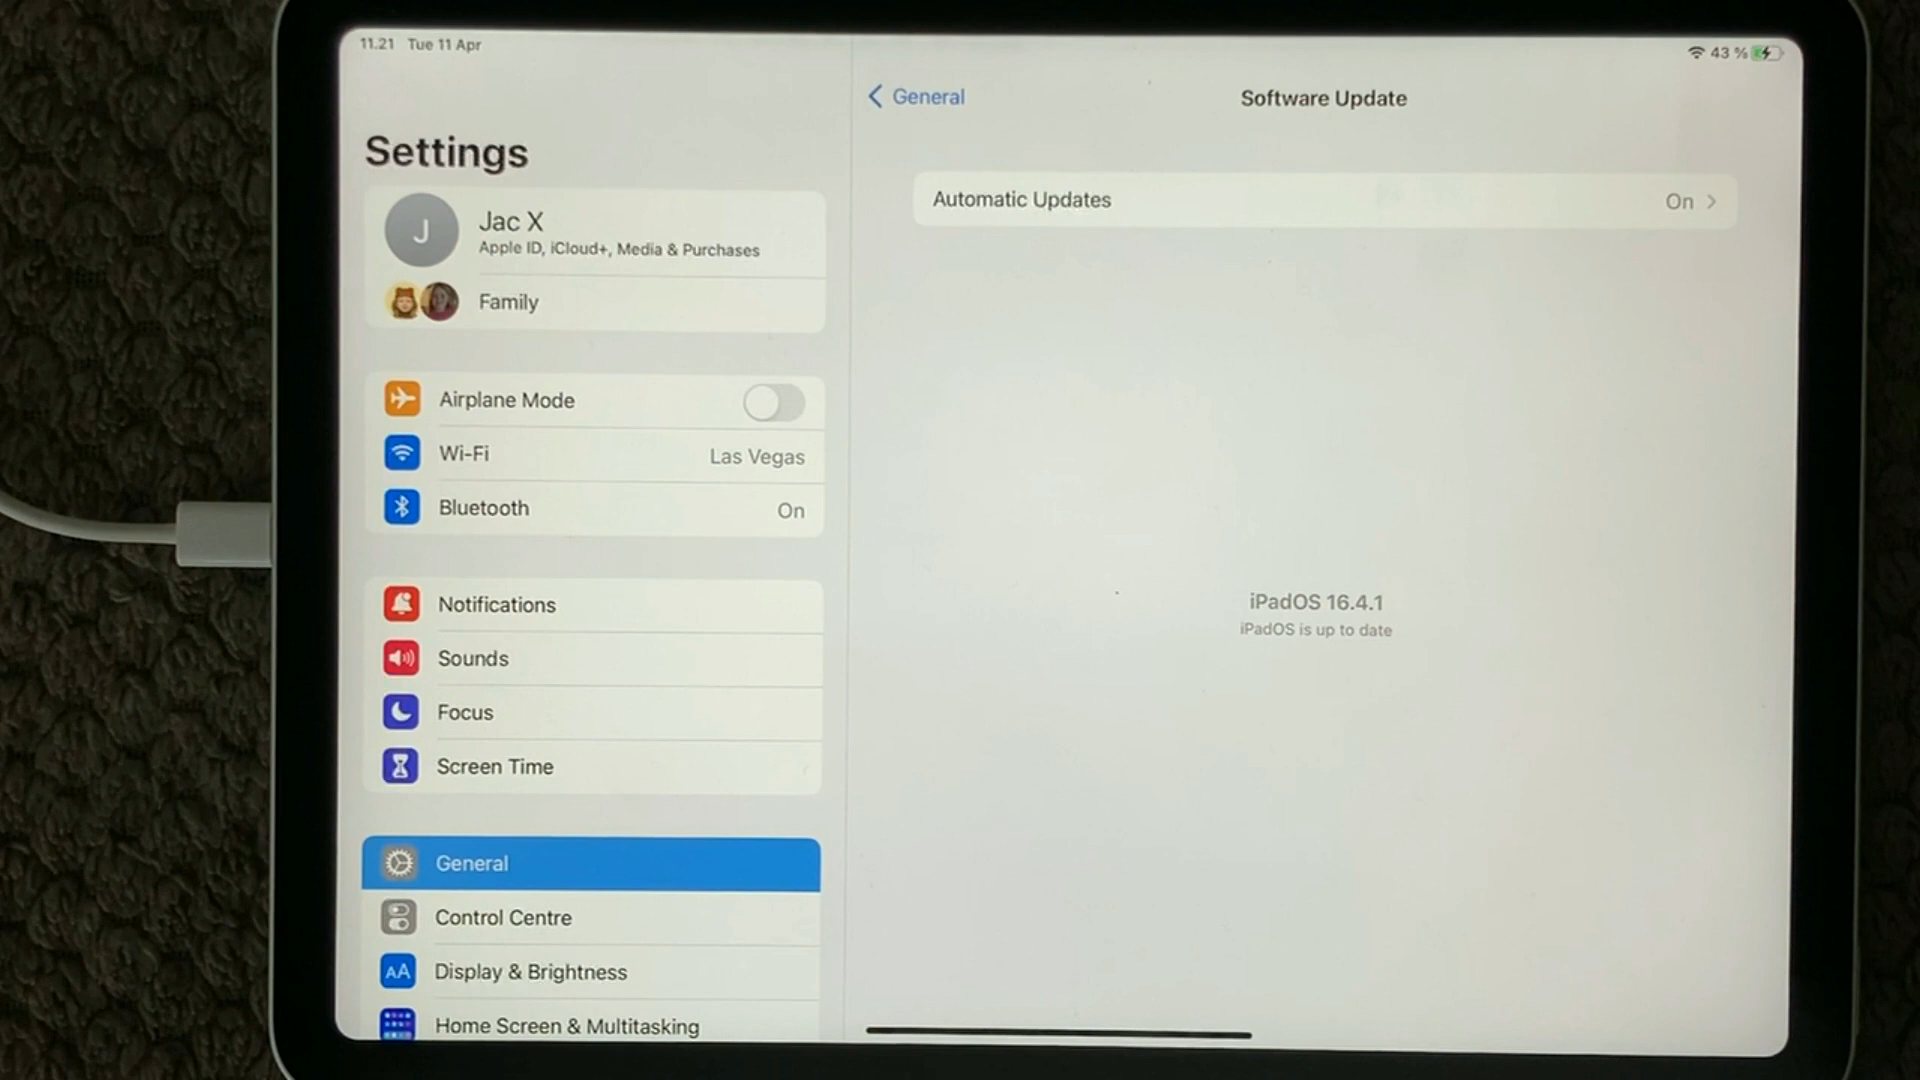 11.21 Tue 11 Apr
43 %
Settings
J
Jac X
Apple ID, iCloud+, Media & Purchases
Family
Airplane Mode
Wi-Fi Las Vegas
Bluetooth On
Notifications
Sounds
Focus
Screen Time
General
Control Centre
AA Display & Brightness
Home Screen & Multitasking
General
Software Update
Automatic Updates On
iPadOS 16.4.1
iPadOS is up to date